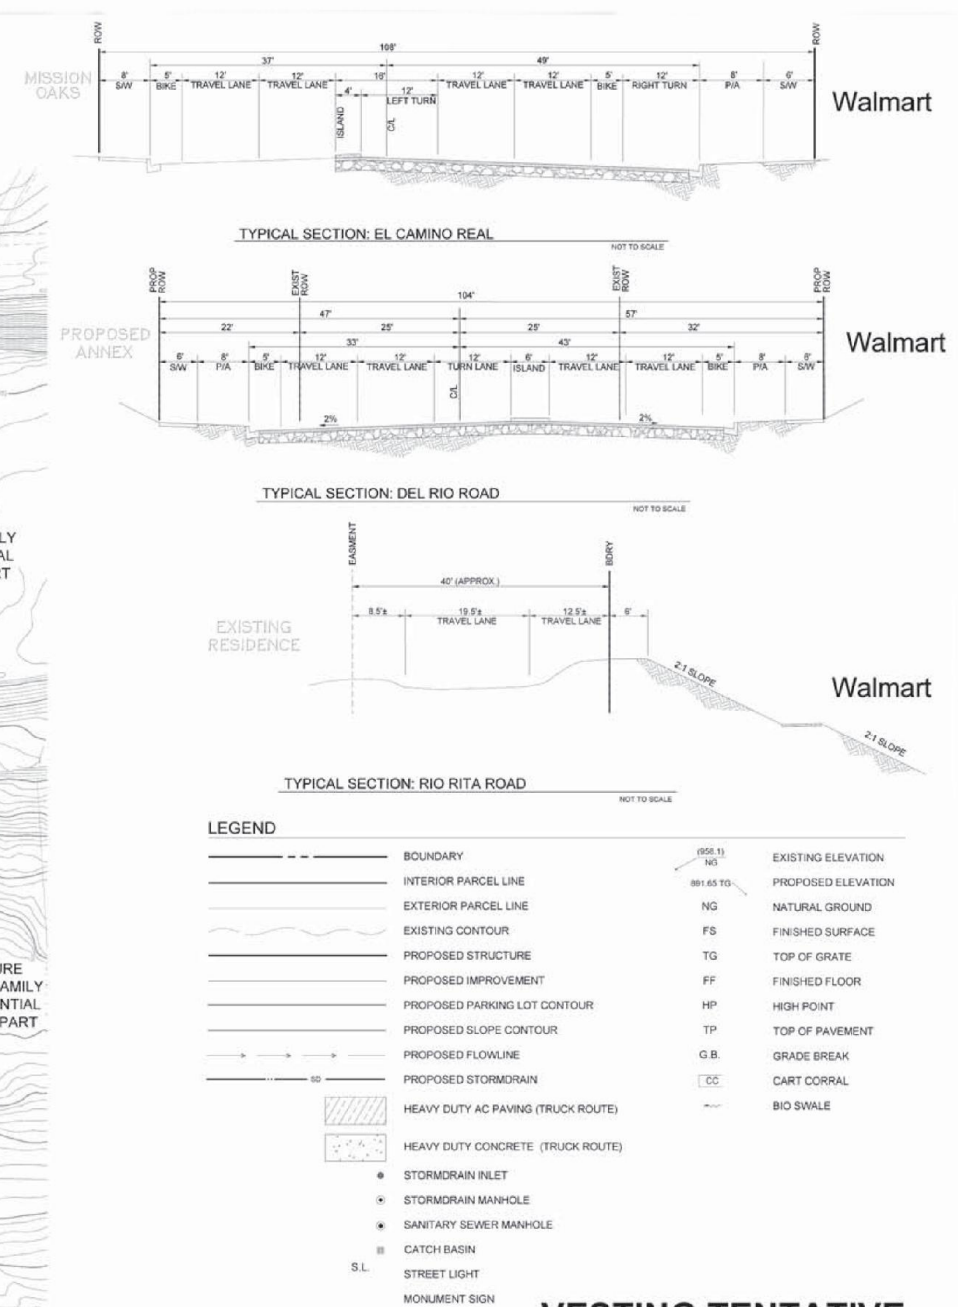 ROW
ROW
108'
37'
49'
MISSION
OAKS
8'
S/W
5'
BIKE
12'
TRAVEL LANE
12'
TRAVEL LANE
16'
4'
ISLAND
12'
LEFT TURN
C/L
12'
TRAVEL LANE
12'
TRAVEL LANE
5'
BIKE
12'
RIGHT TURN
8'
P/A
6'
S/W
Walmart
TYPICAL SECTION: EL CAMINO REAL
NOT TO SCALE
PROP
ROW
EXIST
ROW
EXIST
ROW
PROP
ROW
104'
47'
57'
22'
25'
25'
32'
33'
43'
PROPOSED
ANNEX
6'
S/W
8'
P/A
5'
BIKE
12'
TRAVEL LANE
12'
TRAVEL LANE
12'
TURN LANE
C/L
6'
ISLAND
12'
TRAVEL LANE
12'
TRAVEL LANE
5'
BIKE
8'
P/A
6'
S/W
Walmart
2%
2%
TYPICAL SECTION: DEL RIO ROAD
NOT TO SCALE
EASMENT
BDRY
40' (APPROX.)
8.5'±
19.5'±
TRAVEL LANE
12.5'±
TRAVEL LANE
6'
EXISTING
RESIDENCE
2:1 SLOPE
2:1 SLOPE
Walmart
TYPICAL SECTION: RIO RITA ROAD
NOT TO SCALE
LY
AL
T
URE
AMILY
NTIAL
PART
LEGEND
BOUNDARY
INTERIOR PARCEL LINE
EXTERIOR PARCEL LINE
EXISTING CONTOUR
PROPOSED STRUCTURE
PROPOSED IMPROVEMENT
PROPOSED PARKING LOT CONTOUR
PROPOSED SLOPE CONTOUR
PROPOSED FLOWLINE
SD PROPOSED STORMDRAIN
HEAVY DUTY AC PAVING (TRUCK ROUTE)
HEAVY DUTY CONCRETE (TRUCK ROUTE)
STORMDRAIN INLET
STORMDRAIN MANHOLE
SANITARY SEWER MANHOLE
CATCH BASIN
S.L. STREET LIGHT
MONUMENT SIGN
(958.1)
NG EXISTING ELEVATION
891.65 TG PROPOSED ELEVATION
NG NATURAL GROUND
FS FINISHED SURFACE
TG TOP OF GRATE
FF FINISHED FLOOR
HP HIGH POINT
TP TOP OF PAVEMENT
G.B. GRADE BREAK
CC CART CORRAL
BIO SWALE
VESTING TENTATIVE